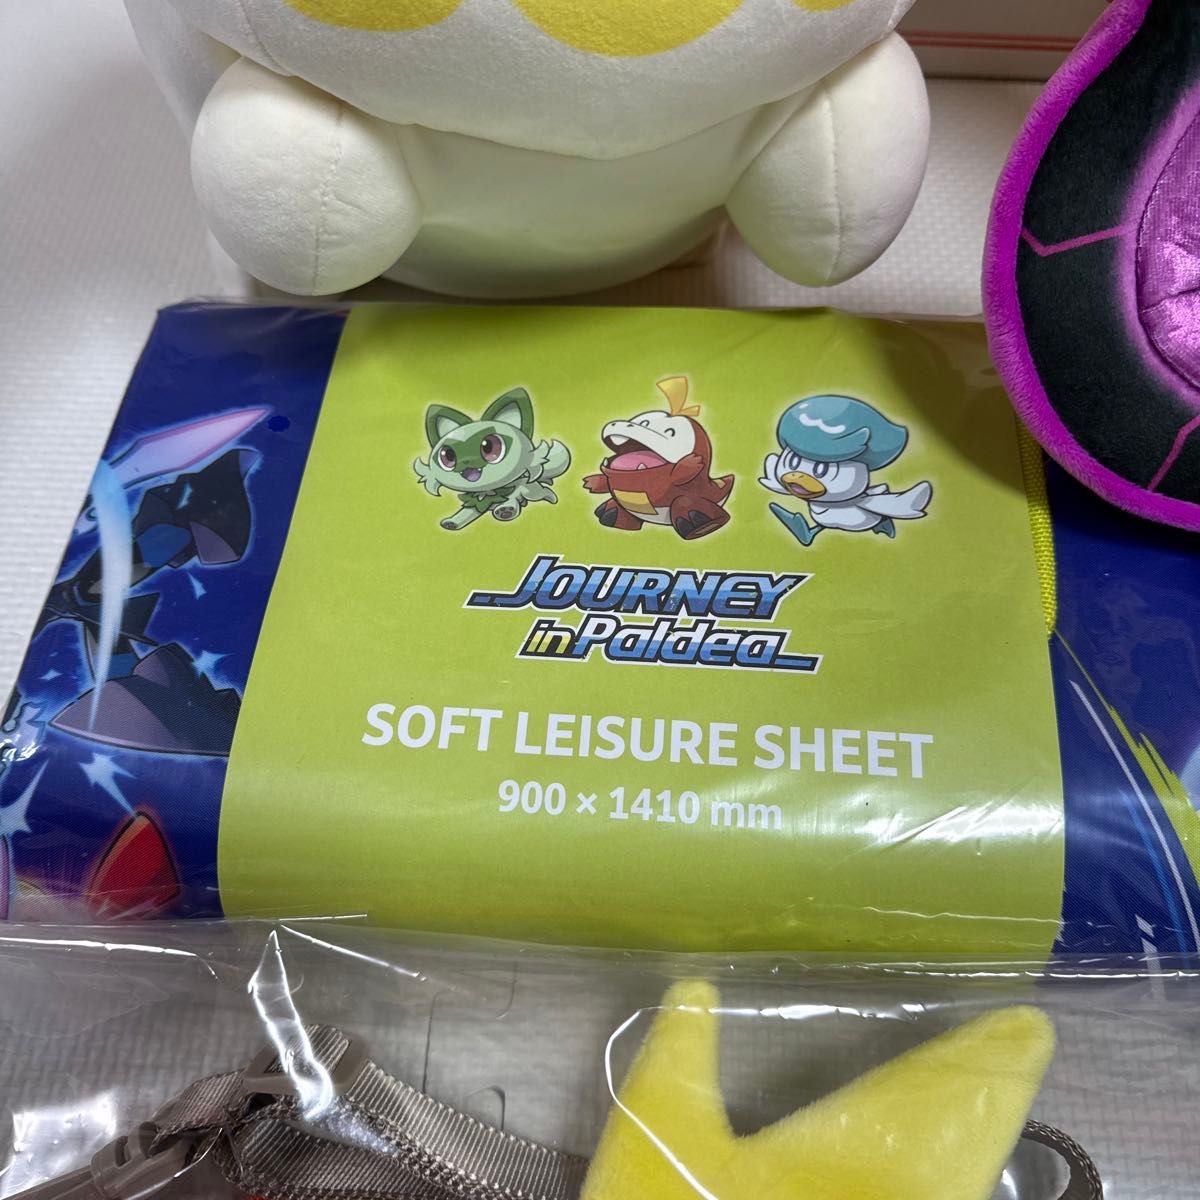 JOURNEY
in Paldea
SOFT LEISURE SHEET
900 × 1410 mm